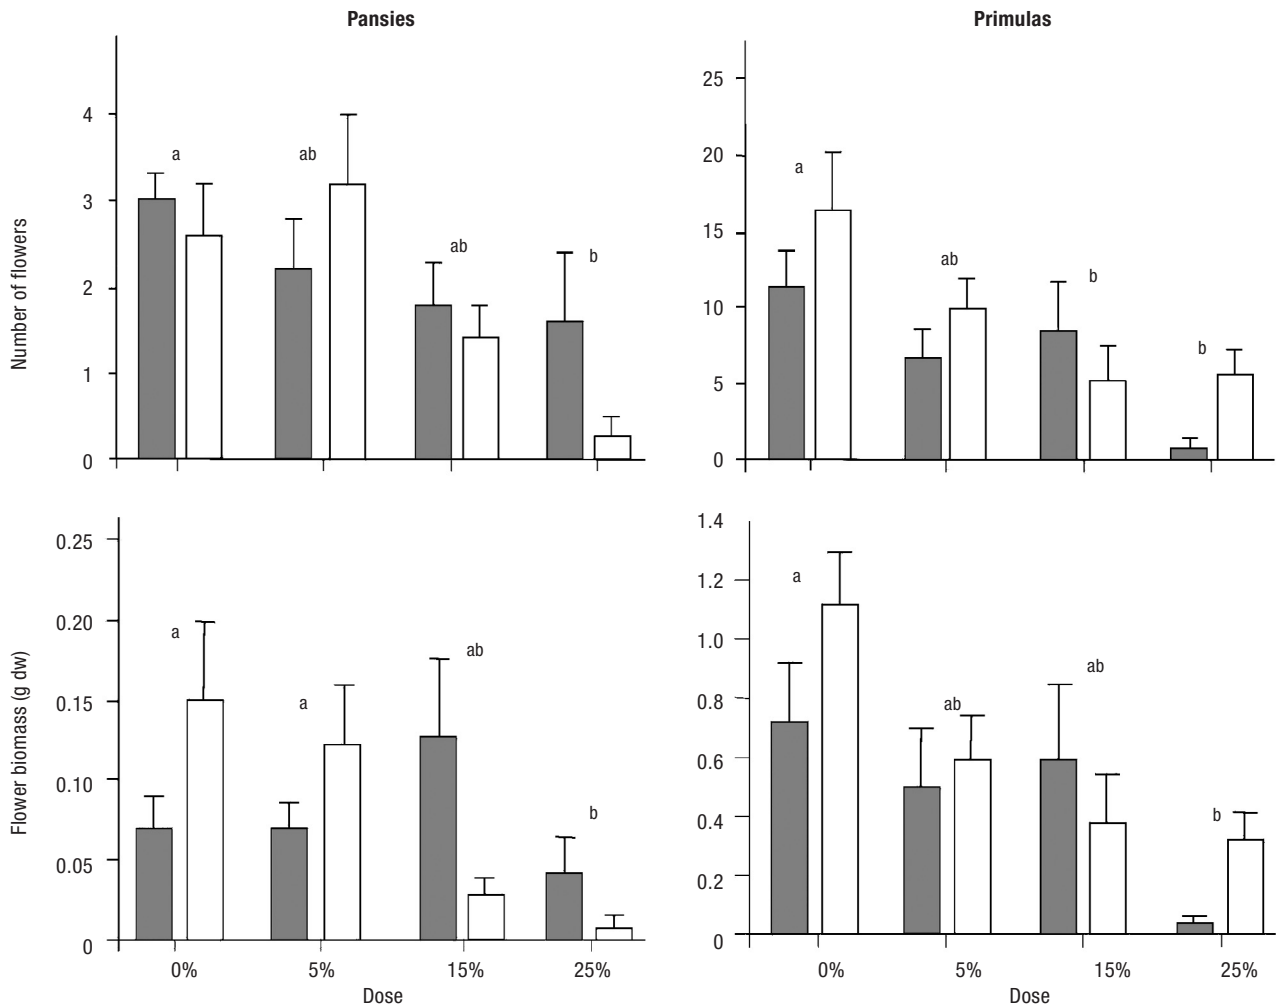 Pansies
Number of flowers
4
3
2
1
0
a
ab
ab
b
Primulas
25
20
15
10
5
0
a
ab
b
b
Flower biomass (g dw)
0.25
0.20
0.15
0.10
0.05
0
a
a
ab
b
0%
5%
15%
25%
Dose
1.4
1.2
1.0
0.8
0.6
0.4
0.2
0
a
ab
ab
b
0%
5%
15%
25%
Dose